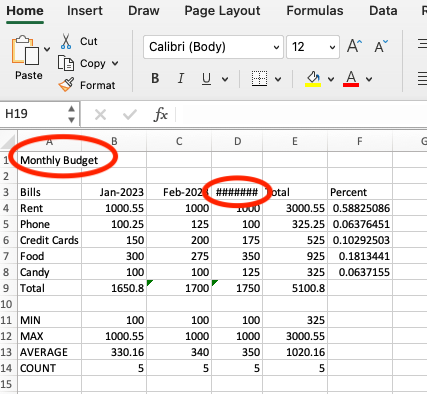 Home Insert Draw Page Layout Formulas Data
Cut
Calibri (Body) 12 A A
Copy
Paste
Format B I U A
H19 fx
A B C D E F G
1 Monthly Budget
2
3 Bills Jan-2023 Feb-2023 ####### Total Percent
4 Rent 1000.55 1000 1000 3000.55 0.58825086
5 Phone 100.25 125 100 325.25 0.06376451
6 Credit Cards 150 200 175 525 0.10292503
7 Food 300 275 350 925 0.1813441
8 Candy 100 100 125 325 0.0637155
9 Total 1650.8 1700 1750 5100.8
10
11 MIN 100 100 100 325
12 MAX 1000.55 1000 1000 3000.55
13 AVERAGE 330.16 340 350 1020.16
14 COUNT 5 5 5 5
15